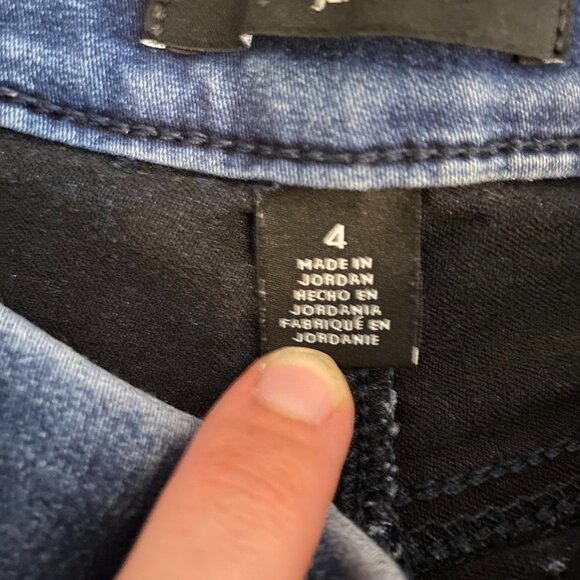 4
MADE IN
JORDAN
HECHO EN
JORDANIA
FABRIQUÉ EN
JORDANIE